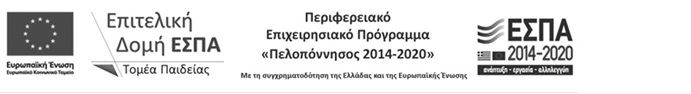 Ευρωπαϊκή Ένωση
Ευρωπαϊκό Κοινωνικό Ταμείο
Επιτελική
Δομή ΕΣΠΑ
Τομέα Παιδείας
Περιφερειακό
Επιχειρησιακό Πρόγραμμα
«Πελοπόννησος 2014-2020»
Με τη συγχρηματοδότηση της Ελλάδας και της Ευρωπαϊκής Ένωσης
ΕΣΠΑ
2014-2020
ανάπτυξη - εργασία - αλληλεγγύη